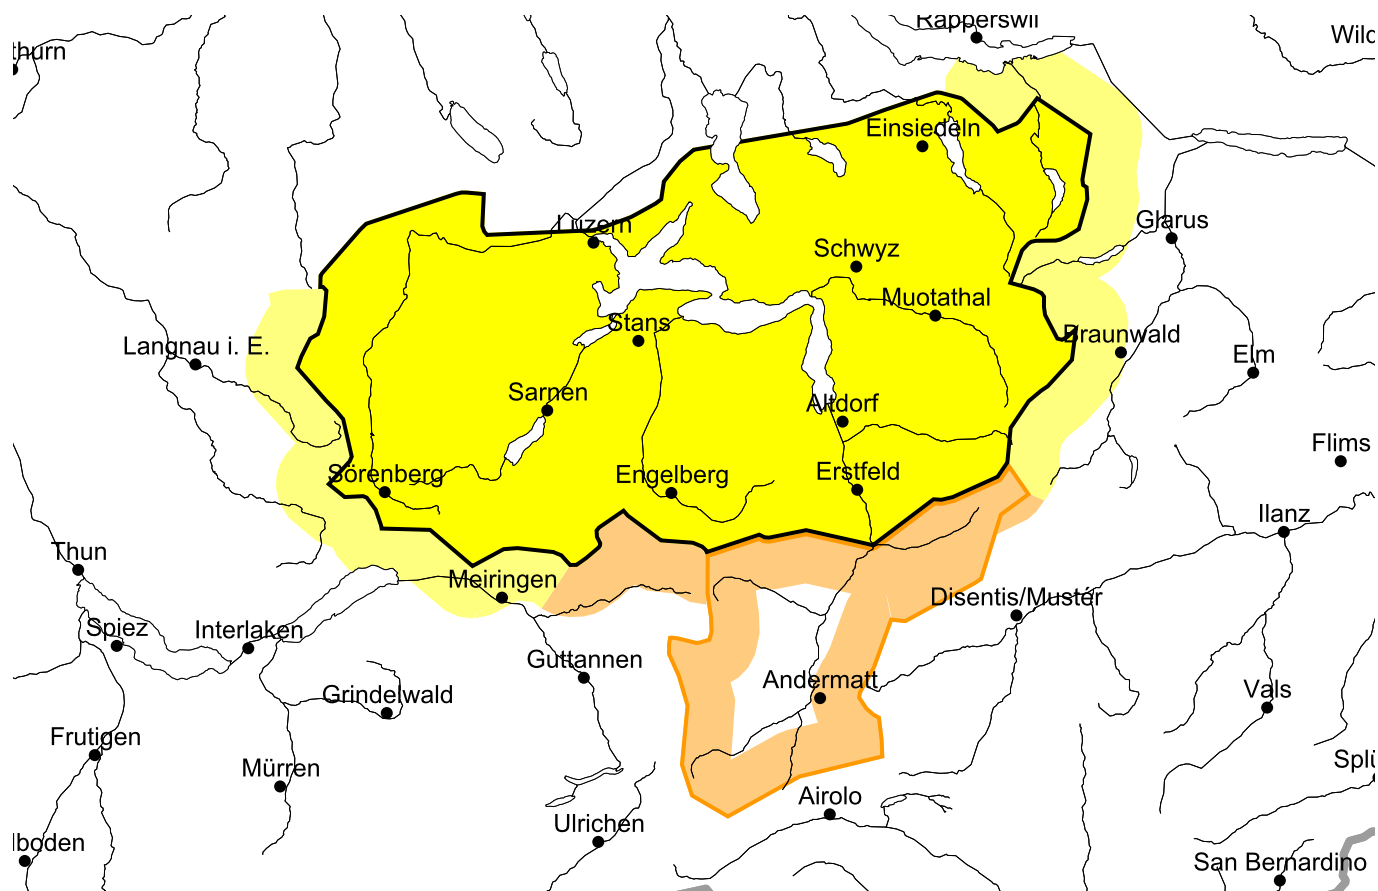 Rapperswil
thurn
Wild
Einsiedeln
Luzern
Glarus
Schwyz
Muotathal
Stans
Braunwald
Langnau i. E.
Elm
Sarnen
Altdorf
Flims
Sörenberg
Engelberg
Erstfeld
Ilanz
Thun
Meiringen
Disentis/Mustér
Spiez
Interlaken
Guttannen
Andermatt
Vals
Grindelwald
Frutigen
Mürren
Splü
Airolo
Ulrichen
lboden
San Bernardino